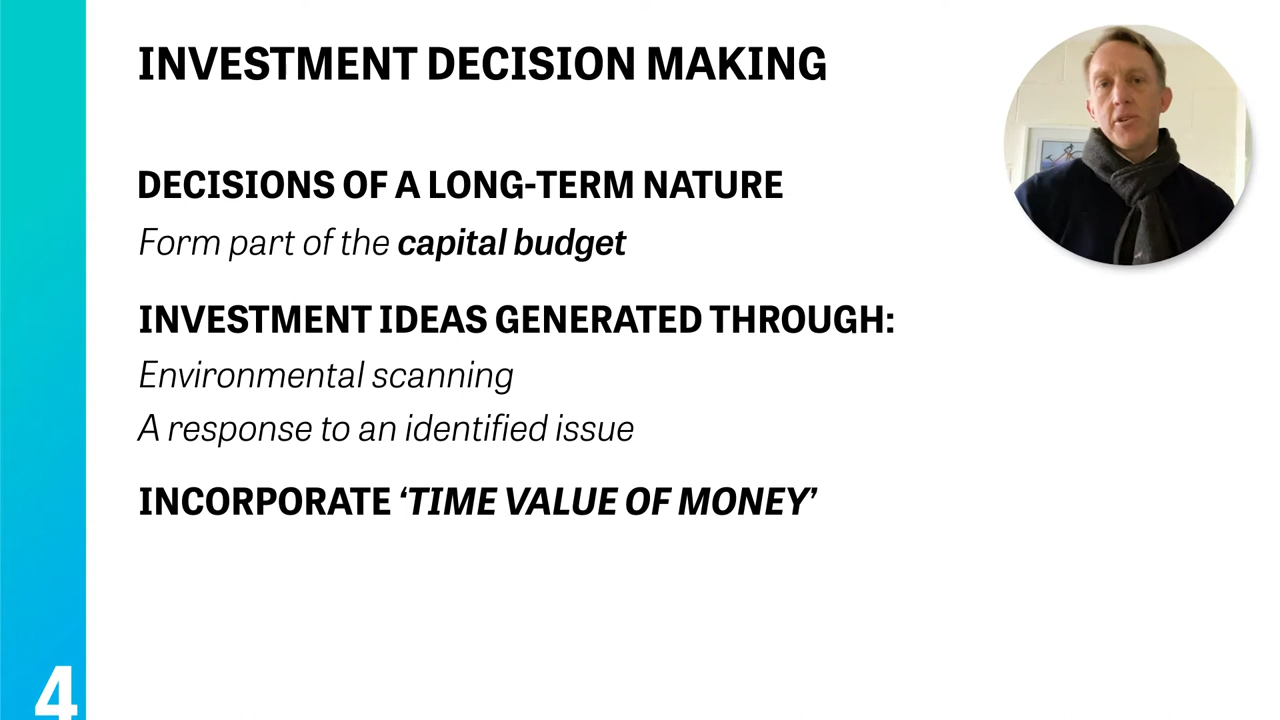 INVESTMENT DECISION MAKING
DECISIONS OF A LONG-TERM NATURE
Form part of the capital budget
INVESTMENT IDEAS GENERATED THROUGH:
Environmental scanning
A response to an identified issue
INCORPORATE ‘TIME VALUE OF MONEY’
4